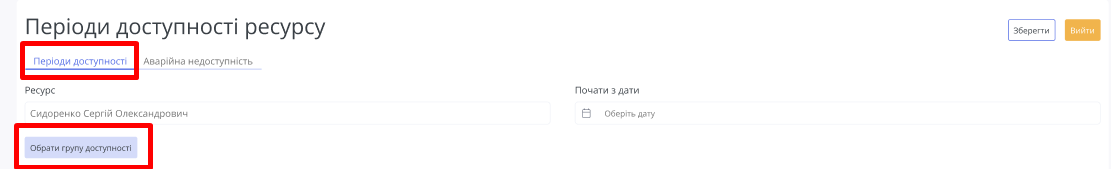 Періоди доступності ресурсу
Зберегти
Вийти
Періоди доступності
Аварійна недоступність
Ресурс
Почати з дати
Сидоренко Сергій Олександрович
Оберіть дату
Обрати групу доступності